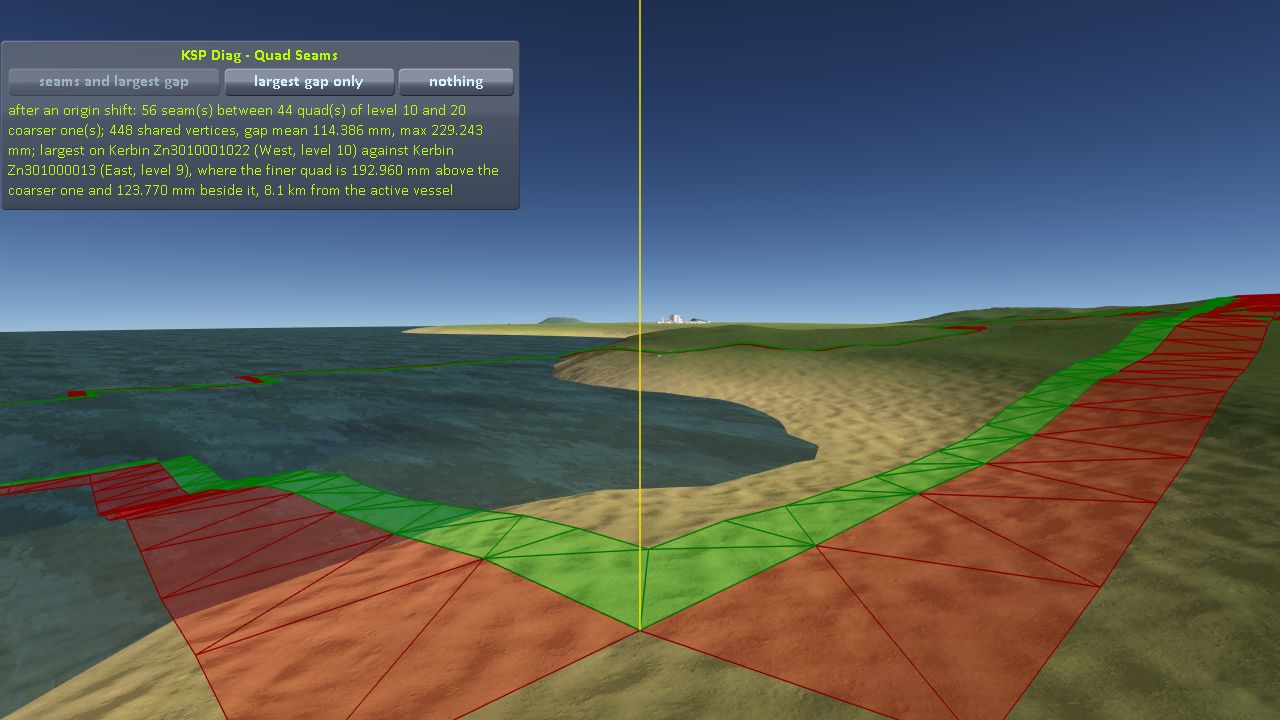 KSP Diag - Quad Seams
seams and largest gap largest gap only nothing
after an origin shift: 56 seam(s) between 44 quad(s) of level 10 and 20
coarser one(s); 448 shared vertices, gap mean 114.386 mm, max 229.243
mm; largest on Kerbin Zn3010001022 (West, level 10) against Kerbin
Zn301000013 (East, level 9), where the finer quad is 192.960 mm above the
coarser one and 123.770 mm beside it, 8.1 km from the active vessel